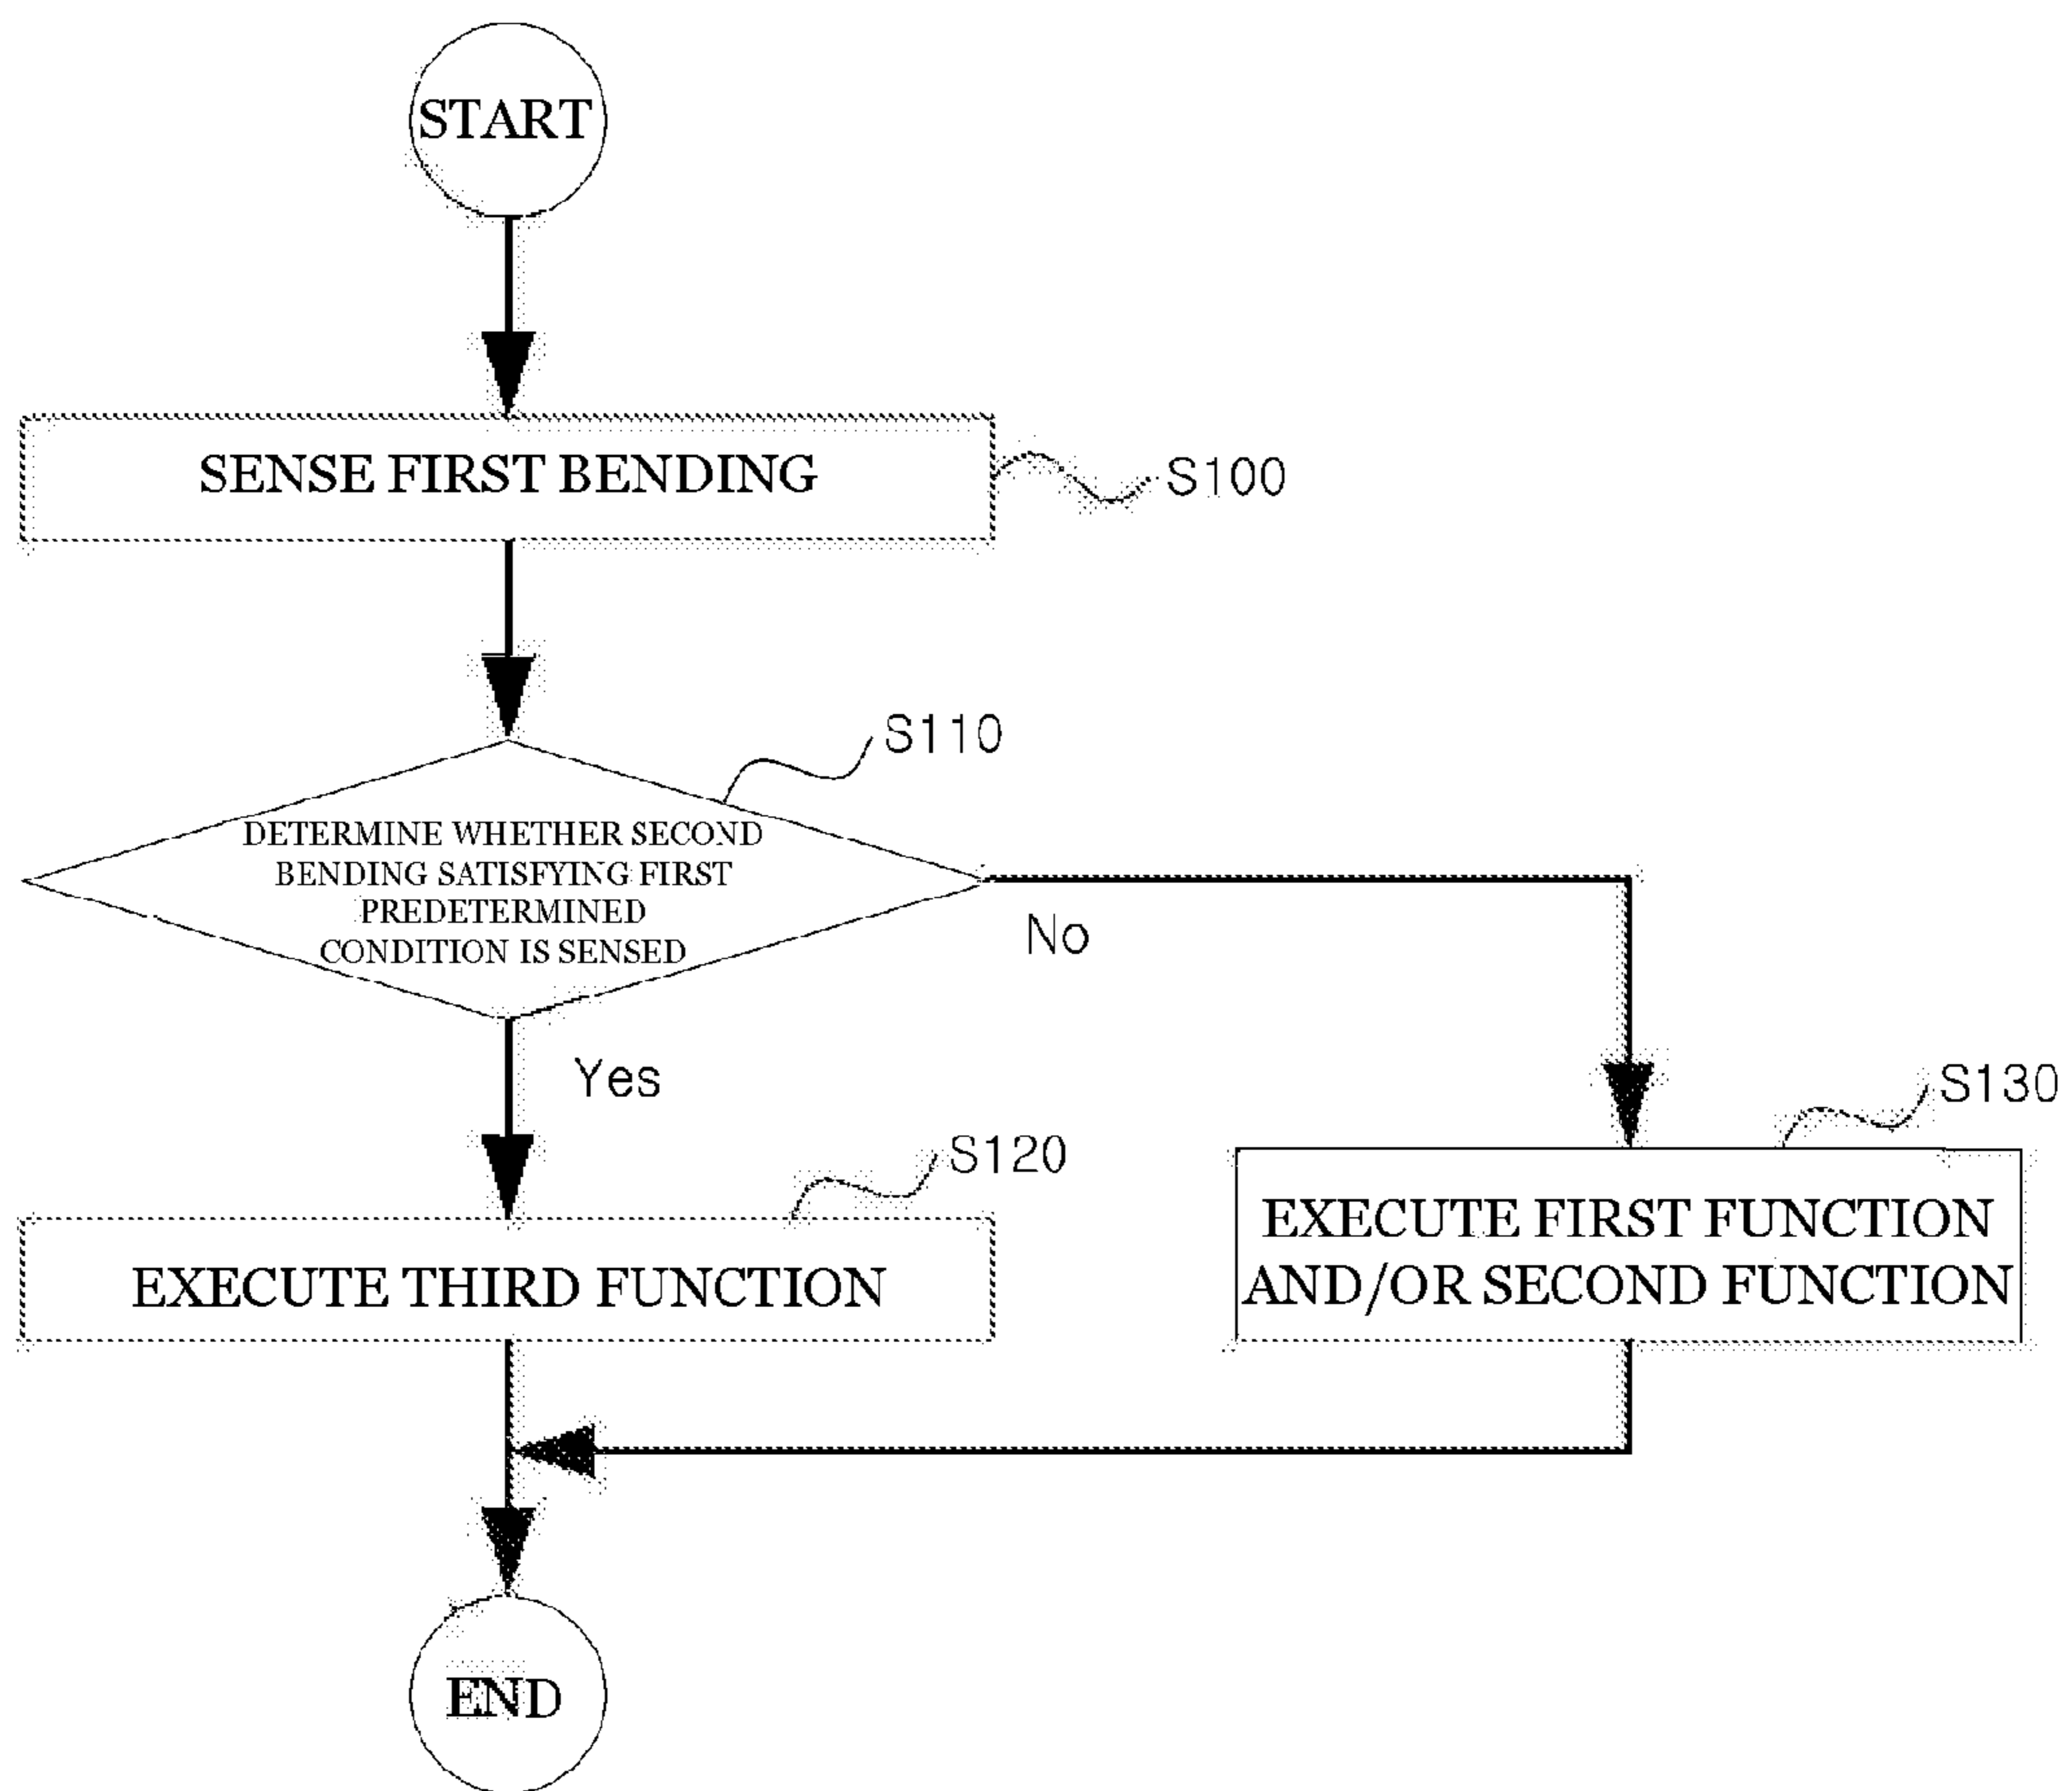 START
SENSE FIRST BENDING
S100
S110
DETERMINE WHETHER SECOND
BENDING SATISFYING FIRST
PREDETERMINED
CONDITION IS SENSED
No
Yes
S120
EXECUTE THIRD FUNCTION
S130
EXECUTE FIRST FUNCTION
AND/OR SECOND FUNCTION
END